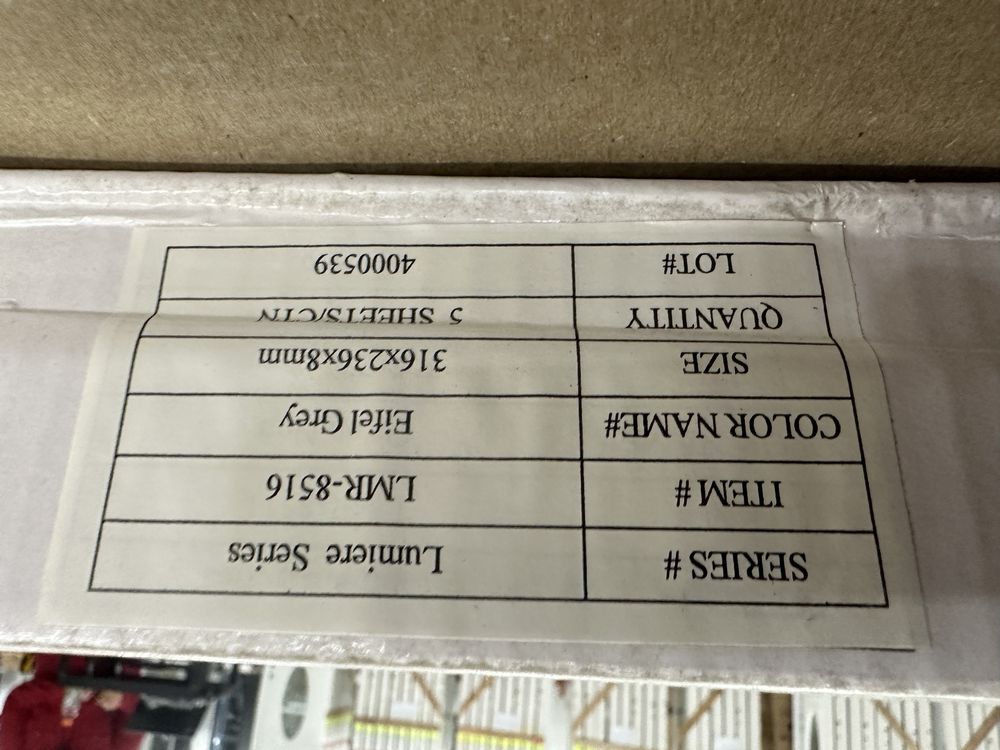 SERIES # Lumiere Series
ITEM # LMR-8516
COLOR NAME# Eifel Grey
SIZE 316x236x8mm
QUANTITY 5 SHEETS/CTN
LOT# 4000539